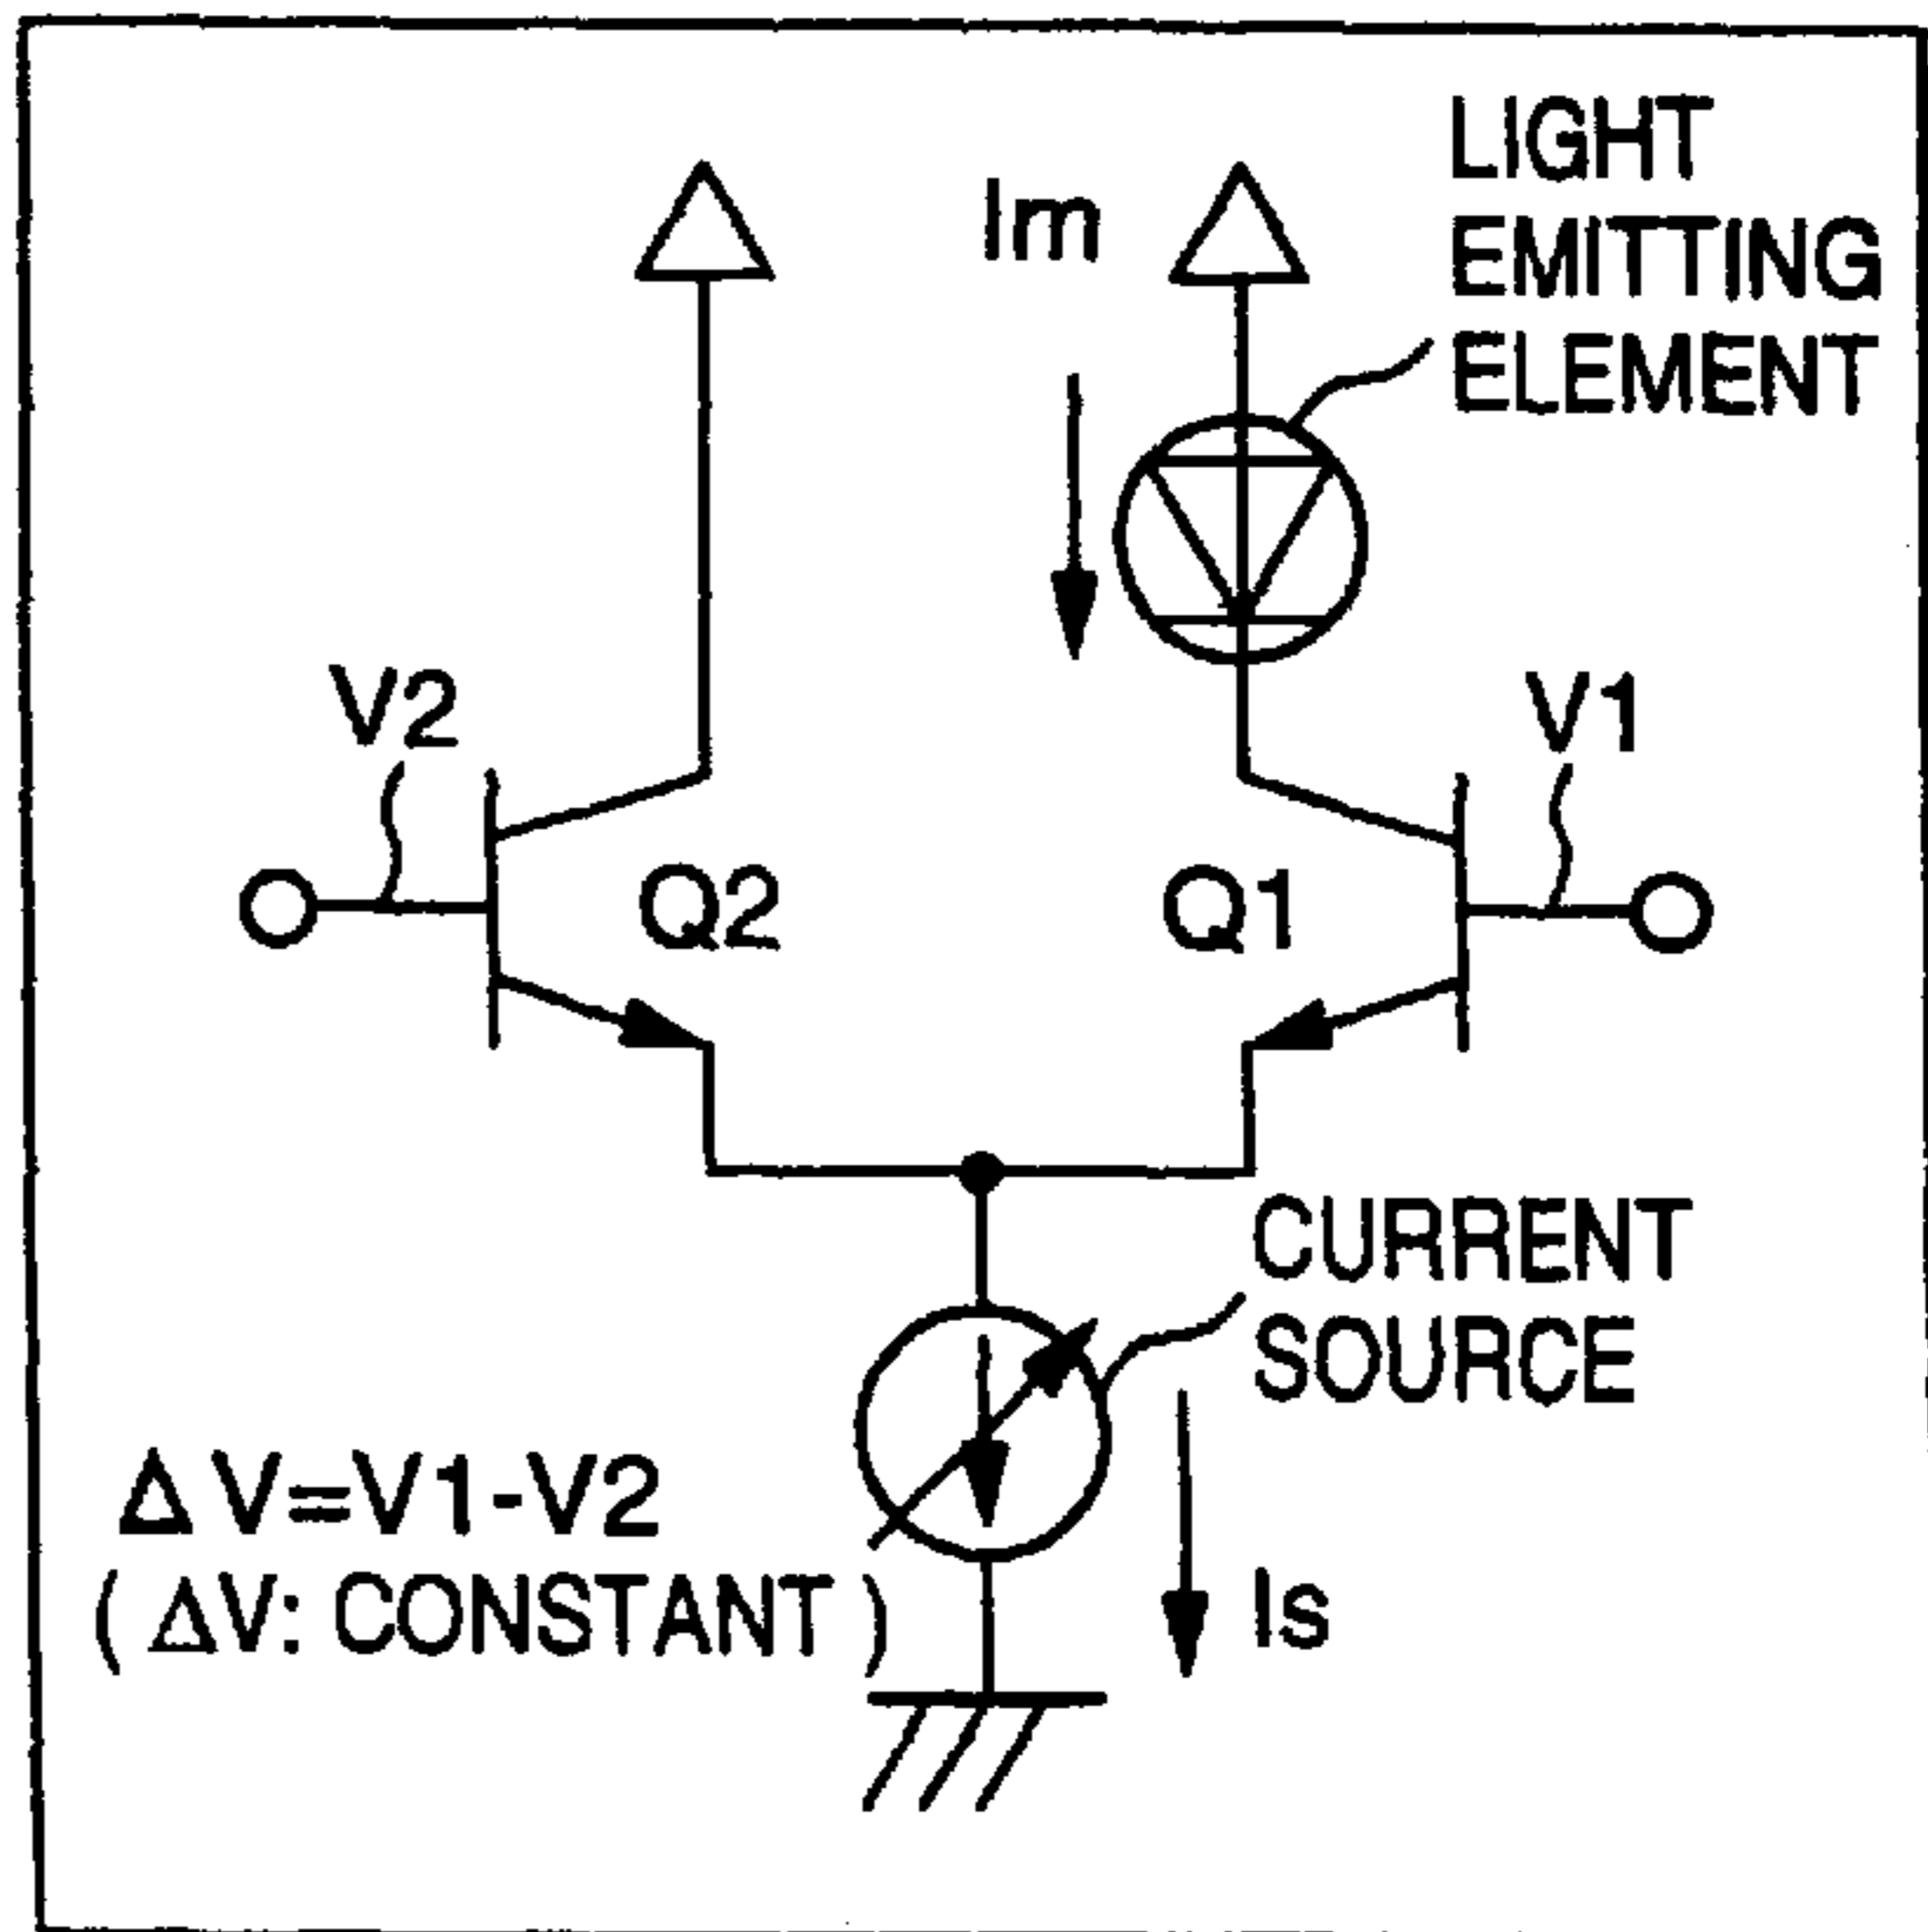 LIGHT
EMITTING
ELEMENT
Im
V2
V1
Q2
Q1
CURRENT
SOURCE
ΔV=V1-V2
(ΔV: CONSTANT)
Is